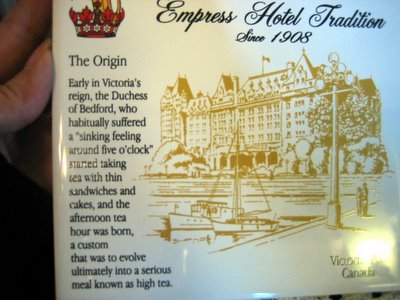 Empress Hotel Tradition
Since 1908
The Origin
Early in Victoria's
reign, the Duchess
of Bedford, who
habitually suffered
a "sinking feeling
around five o'clock"
started taking
tea with thin
sandwiches and
cakes, and the
afternoon tea
hour was born,
a custom
that was to evolve
ultimately into a serious
meal known as high tea.
Canada